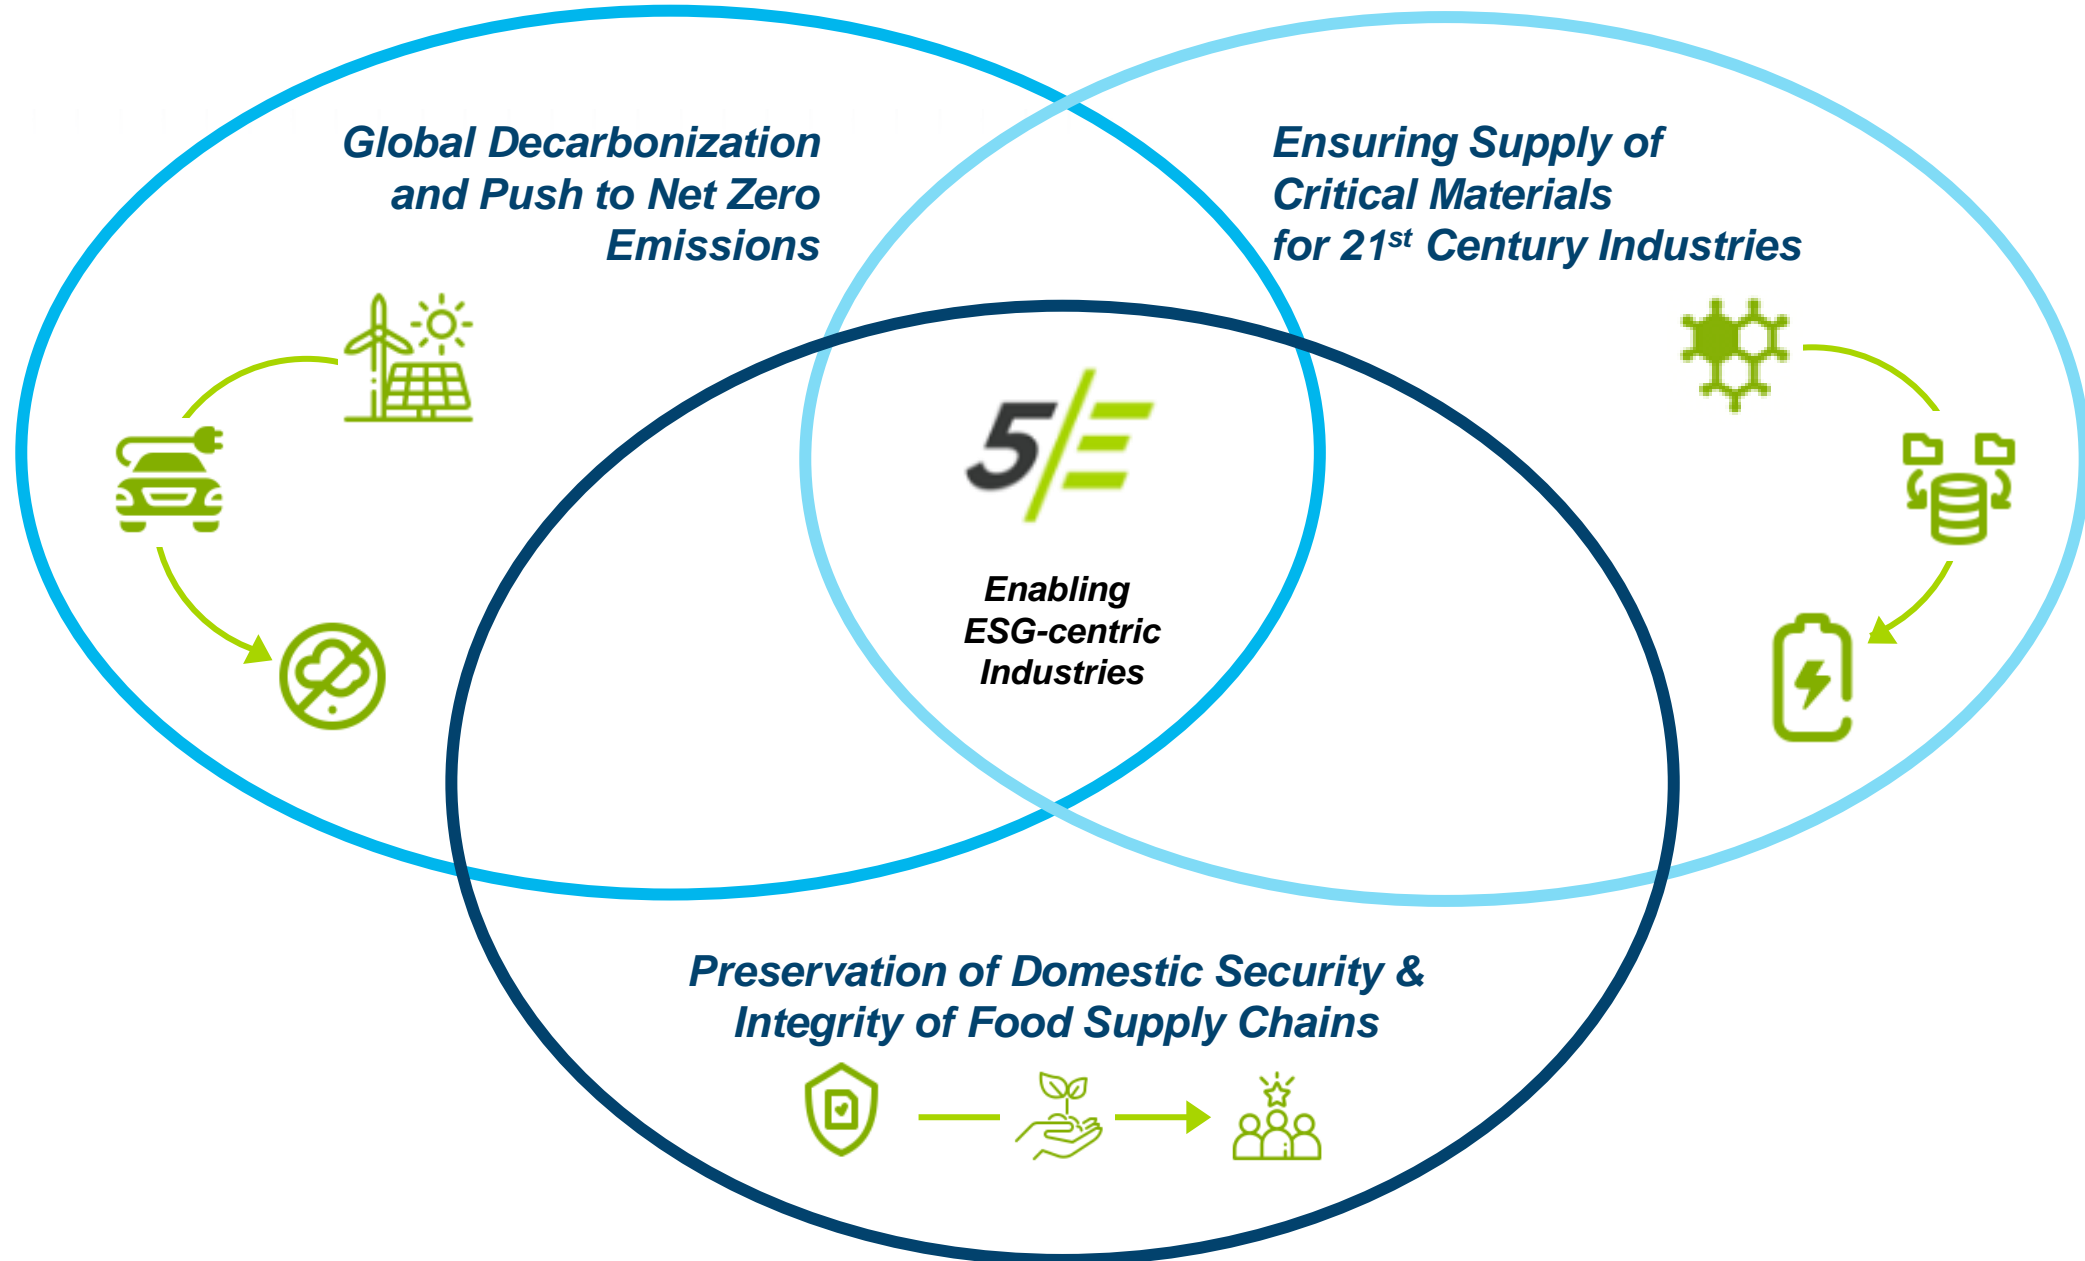 Global Decarbonization
and Push to Net Zero
Emissions
Ensuring Supply of
Critical Materials
for 21st Century Industries
5/E
Enabling
ESG-centric
Industries
Preservation of Domestic Security &
Integrity of Food Supply Chains